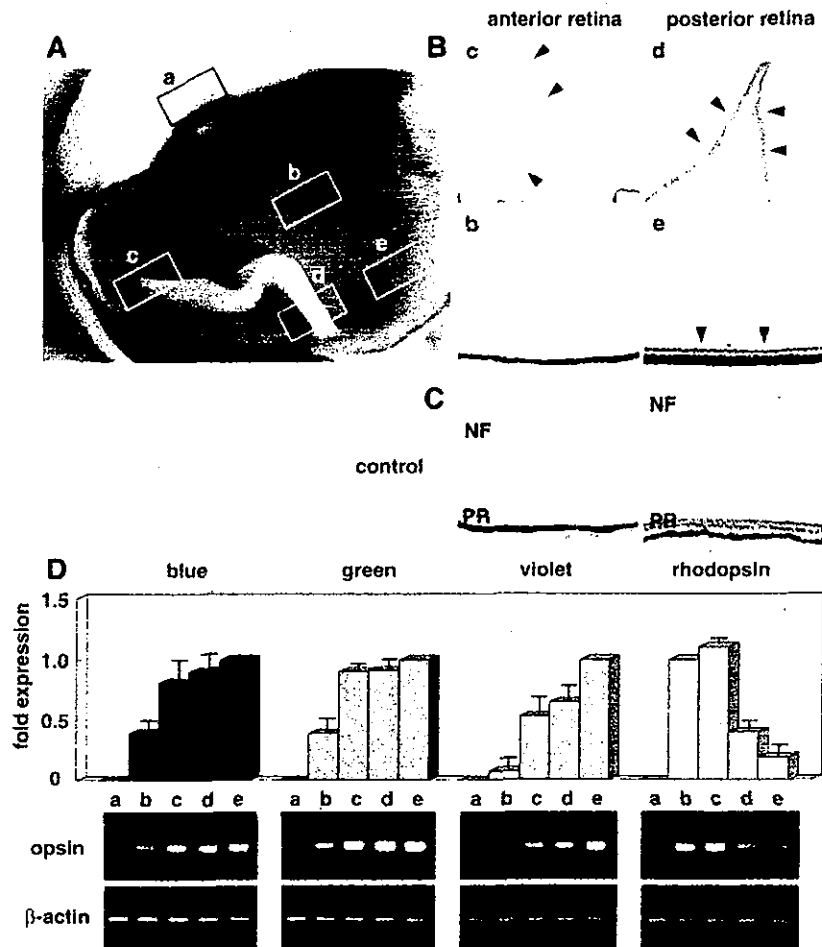 anterior retina posterior retina
A
B
a
b
c
d
e
c
d
b
e
C
NF
NF
control
PR
PR
D
blue green violet rhodopsin
1.5
1.0
0.5
0
fold expression
a b c d e a b c d e a b c d e a b c d e
opsin
β-actin